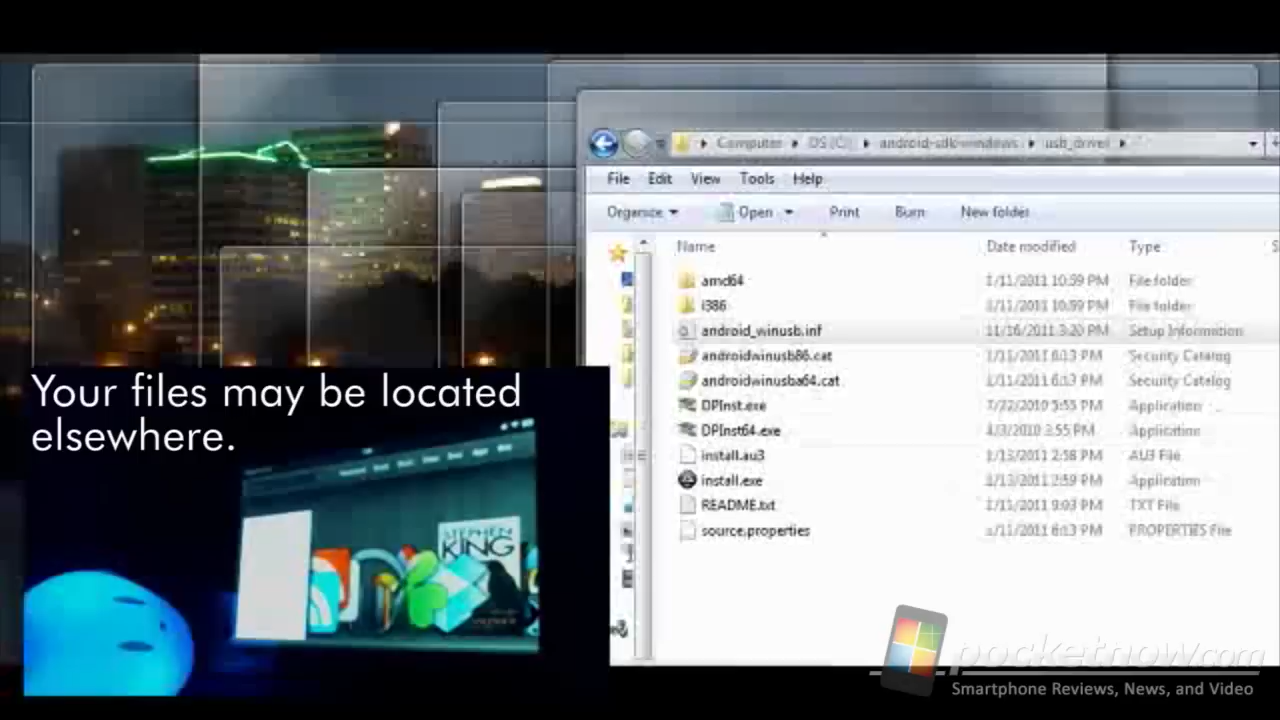 Computer OS (C:) android-sdk-windows usb_driver
File Edit View Tools Help
Organize Open Print Burn New folder
Name Date modified Type
amd64 1/11/2011 10:59 PM File folder
i386 1/11/2011 10:59 PM File folder
android_winusb.inf 11/16/2011 3:20 PM Setup Information
androidwinusb86.cat 1/11/2011 6:13 PM Security Catalog
androidwinusba64.cat 1/11/2011 6:13 PM Security Catalog
DPInst.exe 7/22/2010 5:55 PM Application
DPInst64.exe 4/3/2010 3:55 PM Application
install.au3 1/13/2011 2:58 PM AU3 File
install.exe 1/13/2011 2:59 PM Application
README.txt 1/11/2011 9:03 PM TXT File
source.properties 1/11/2011 6:13 PM PROPERTIES File
Your files may be located
elsewhere.
STEPHEN
KING
pocketnow.com
Smartphone Reviews, News, and Video